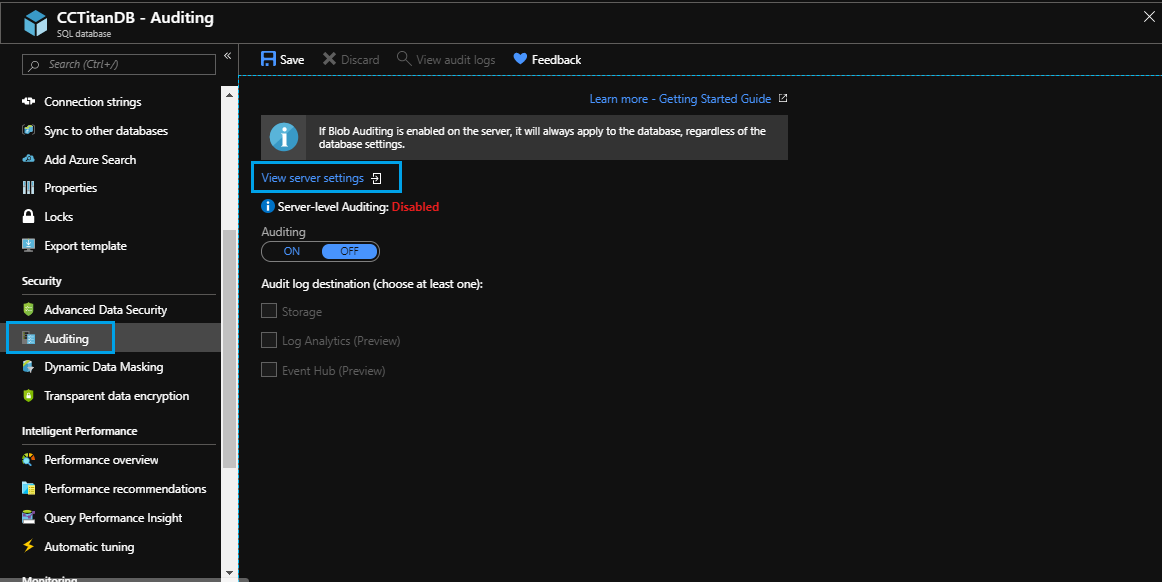 CCTitanDB - Auditing
SQL database
Search (Ctrl+/)
«
Connection strings
Sync to other databases
Add Azure Search
Properties
Locks
Export template
Security
Advanced Data Security
Auditing
Dynamic Data Masking
Transparent data encryption
Intelligent Performance
Performance overview
Performance recommendations
Query Performance Insight
Automatic tuning
Monitoring
Save
Discard
View audit logs
Feedback
Learn more - Getting Started Guide
If Blob Auditing is enabled on the server, it will always apply to the database, regardless of the
database settings.
View server settings
Server-level Auditing: Disabled
Auditing
ON OFF
Audit log destination (choose at least one):
Storage
Log Analytics (Preview)
Event Hub (Preview)